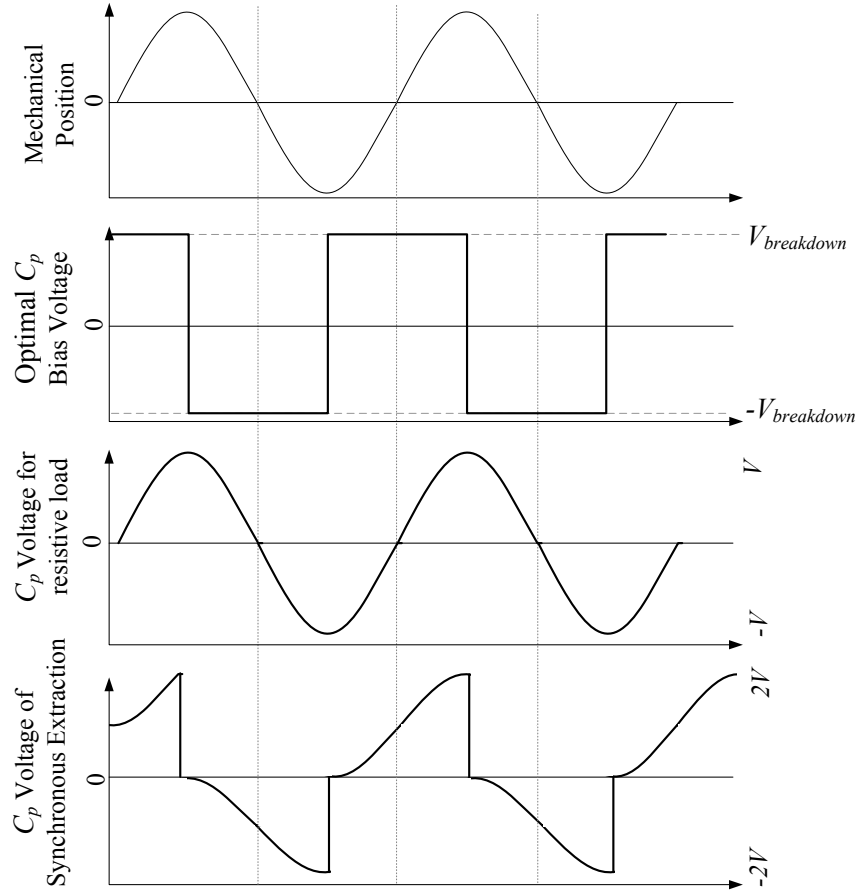 Mechanical
Position
0
Optimal Cp
Bias Voltage
0
Vbreakdown
-Vbreakdown
Cp Voltage for
resistive load
0
V
-V
Cp Voltage of
Synchronous Extraction
0
2V
-2V